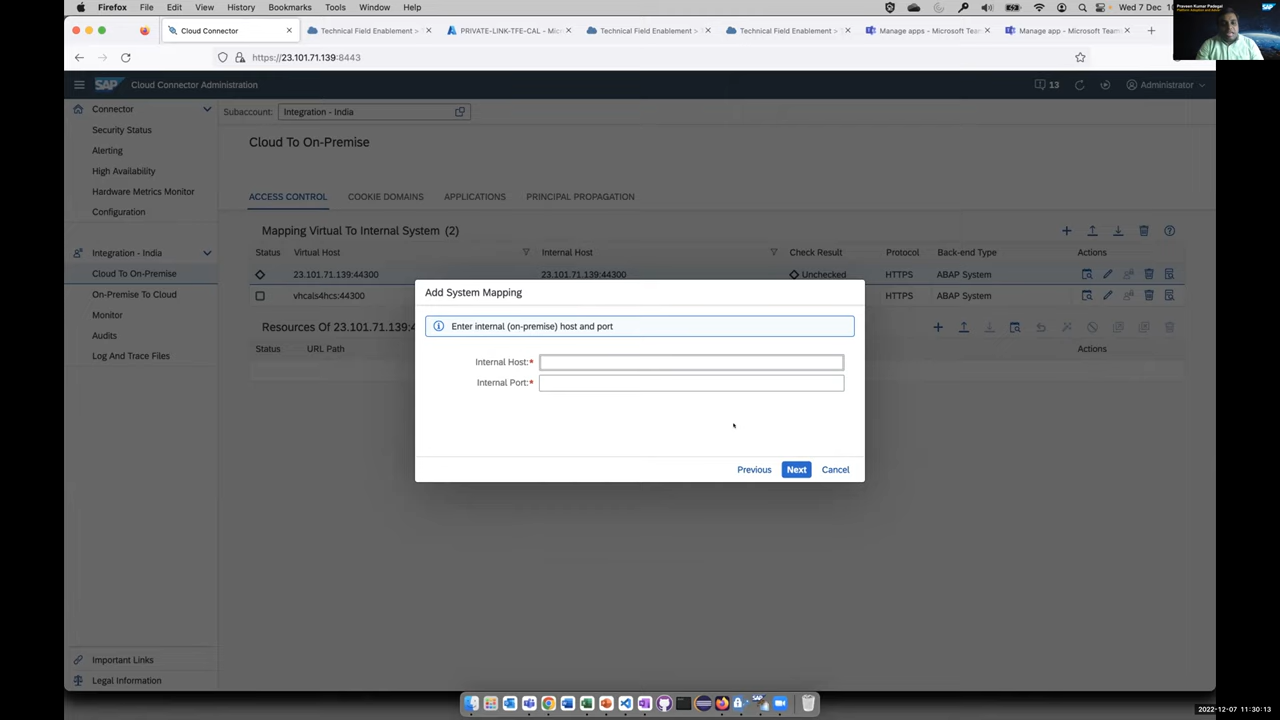 Firefox File Edit View History Bookmarks Tools Window Help Wed 7 Dec
Praveen Kumar Padegal
SAP
Cloud Connector Technical Field Enablement > PRIVATE-LINK-TFE-CAL - Mic Technical Field Enablement > Technical Field Enablement > Manage apps - Microsoft Team Manage app - Microsoft Teams
https://23.101.71.139:8443
SAP Cloud Connector Administration 13 Administrator
Connector
Security Status
Alerting
High Availability
Hardware Metrics Monitor
Configuration
Integration - India
Cloud To On-Premise
On-Premise To Cloud
Monitor
Audits
Log And Trace Files
Important Links
Legal Information
Subaccount: Integration - India
Cloud To On-Premise
ACCESS CONTROL COOKIE DOMAINS APPLICATIONS PRINCIPAL PROPAGATION
Mapping Virtual To Internal System (2)
Status Virtual Host Internal Host Check Result Protocol Back-end Type Actions
23.101.71.139:44300 23.101.71.139:44300 Unchecked HTTPS ABAP System
vhcals4hcs:44300 HTTPS ABAP System
Resources Of 23.101.71.139:4
Status URL Path Actions
Add System Mapping
Enter internal (on-premise) host and port
Internal Host:*
Internal Port:*
Previous Next Cancel
2022-12-07 11:30:13